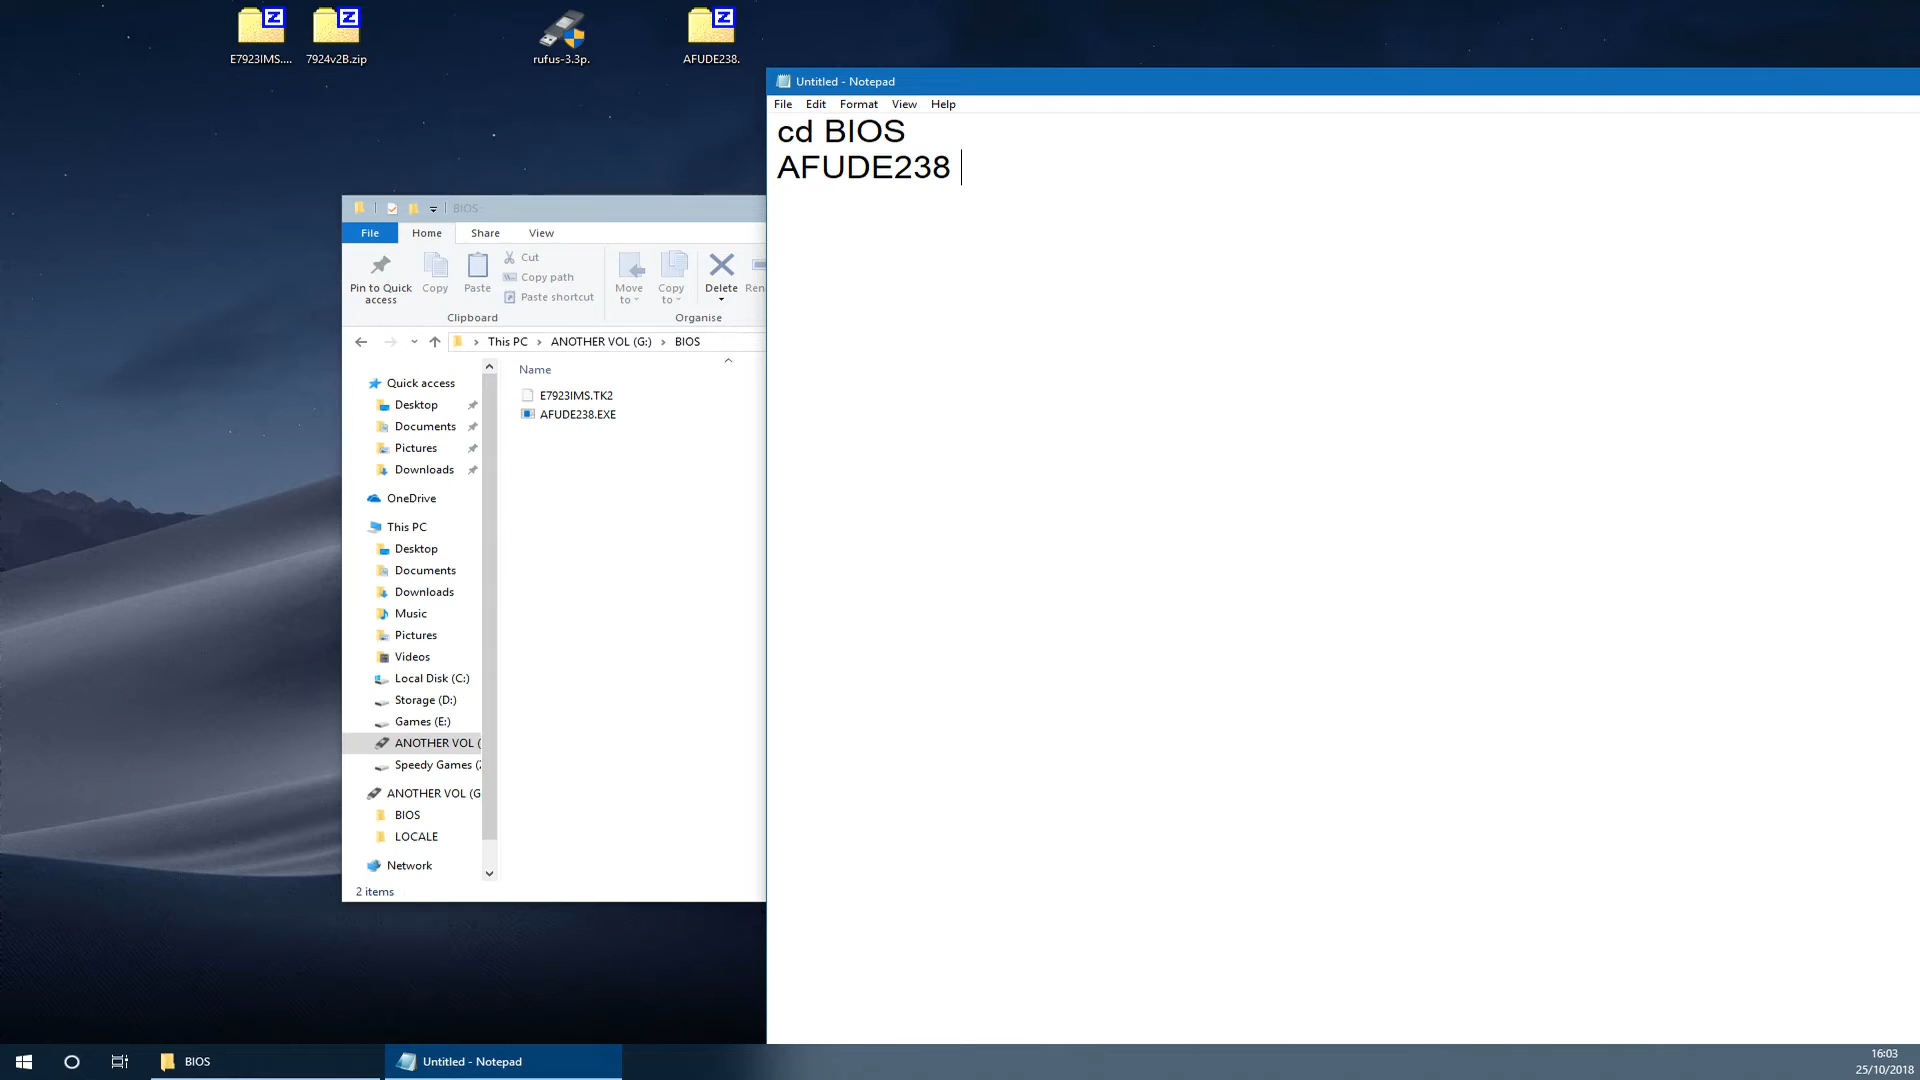 E7923IMS....
7924v2B.zip
rufus-3.3p.
AFUDE238.
Untitled - Notepad
File Edit Format View Help
cd BIOS
AFUDE238
BIOS
File Home Share View
Pin to Quick access
Copy
Paste
Cut
Copy path
Paste shortcut
Clipboard
Move to
Copy to
Delete
Ren
Organise
This PC > ANOTHER VOL (G:) > BIOS
Name
E7923IMS.TK2
AFUDE238.EXE
Quick access
Desktop
Documents
Pictures
Downloads
OneDrive
This PC
Desktop
Documents
Downloads
Music
Pictures
Videos
Local Disk (C:)
Storage (D:)
Games (E:)
ANOTHER VOL (
Speedy Games (
ANOTHER VOL (G
BIOS
LOCALE
Network
2 items
BIOS
Untitled - Notepad
16:03
25/10/2018